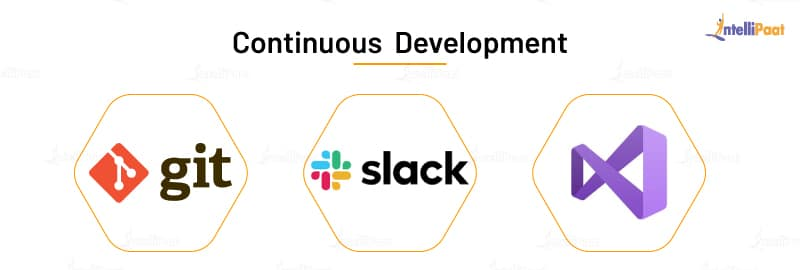 IntelliPaat
Continuous Development
git
slack